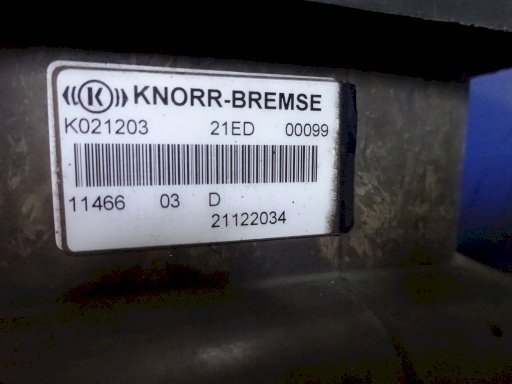 K KNORR-BREMSE
K021203 21ED 00099
11466 03 D
21122034